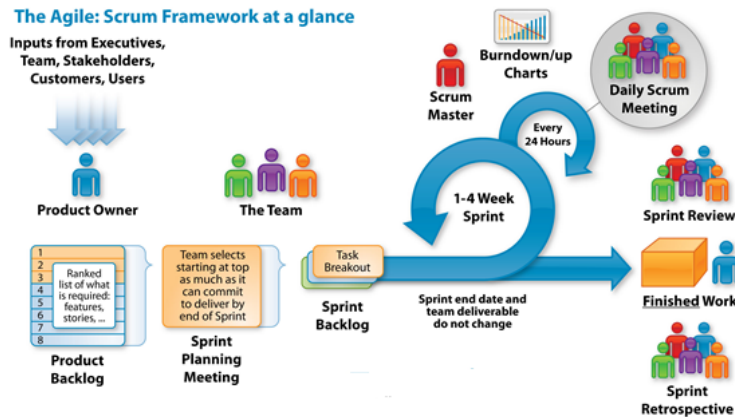 The Agile: Scrum Framework at a glance
Inputs from Executives,
Team, Stakeholders,
Customers, Users
Product Owner
The Team
Scrum
Master
Burndown/up
Charts
Daily Scrum
Meeting
Every
24 Hours
1-4 Week
Sprint
Sprint Review
1
2
3
4
5
6
7
8
Ranked
list of what
is required:
features,
stories, ...
Product
Backlog
Team selects
starting at top
as much as it
can commit
to deliver by
end of Sprint
Sprint
Planning
Meeting
Task
Breakout
Sprint
Backlog
Sprint end date and
team deliverable
do not change
Finished Work
Sprint
Retrospective